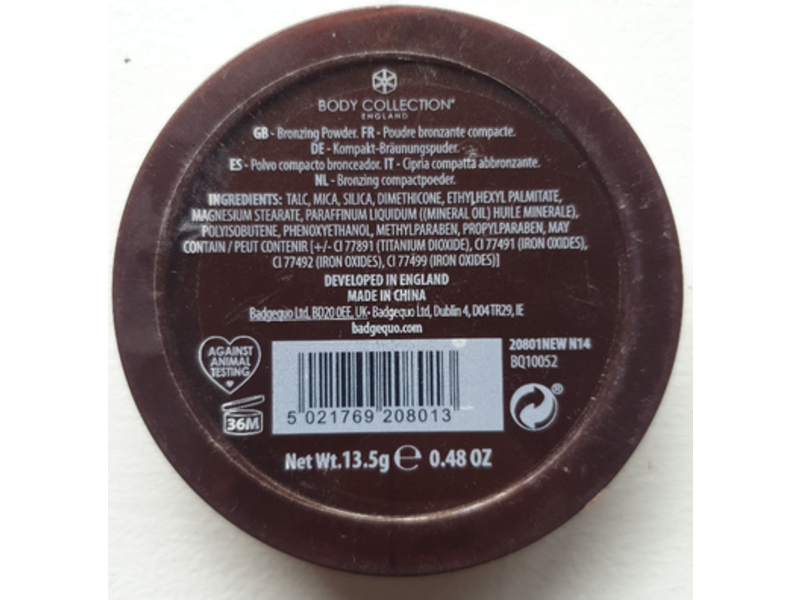 BODY COLLECTION®
ENGLAND
GB - Bronzing Powder. FR - Poudre bronzante compacte.
DE - Kompakt-Bräunungspuder.
ES - Polvo compacto bronceador. IT - Cipria compatta abbronzante.
NL - Bronzing compactpoeder.
INGREDIENTS: TALC, MICA, SILICA, DIMETHICONE, ETHYLHEXYL PALMITATE,
MAGNESIUM STEARATE, PARAFFINUM LIQUIDUM ((MINERAL OIL) HUILE MINERALE),
POLYISOBUTENE, PHENOXYETHANOL, METHYLPARABEN, PROPYLPARABEN, MAY
CONTAIN / PEUT CONTENIR [+/- CI 77891 (TITANIUM DIOXIDE), CI 77491 (IRON OXIDES),
CI 77492 (IRON OXIDES), CI 77499 (IRON OXIDES)]
DEVELOPED IN ENGLAND
MADE IN CHINA
Badgequo Ltd, BD20 0EE, UK• Badgequo Ltd, Dublin 4, D04 TR29, IE
badgequo.com
AGAINST
ANIMAL
TESTING
20801NEW N14
BQ10052
36M
5 021769 208013
®
Net Wt.13.5g ℮ 0.48 OZ